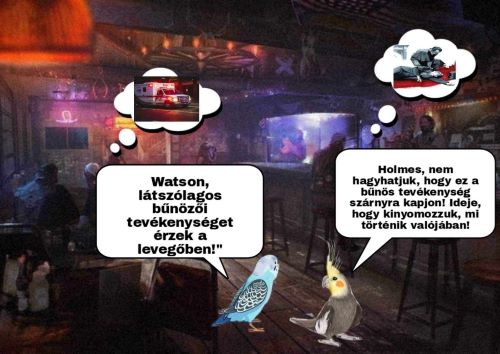 Watson,
látszólagos
bűnözői
tevékenységet
érzek a
levegőben!"
Holmes, nem
hagyhatjuk, hogy ez a
bűnös tevékenység
szárnyra kapjon! Ideje,
hogy kinyomozzuk, mi
történik valójában!